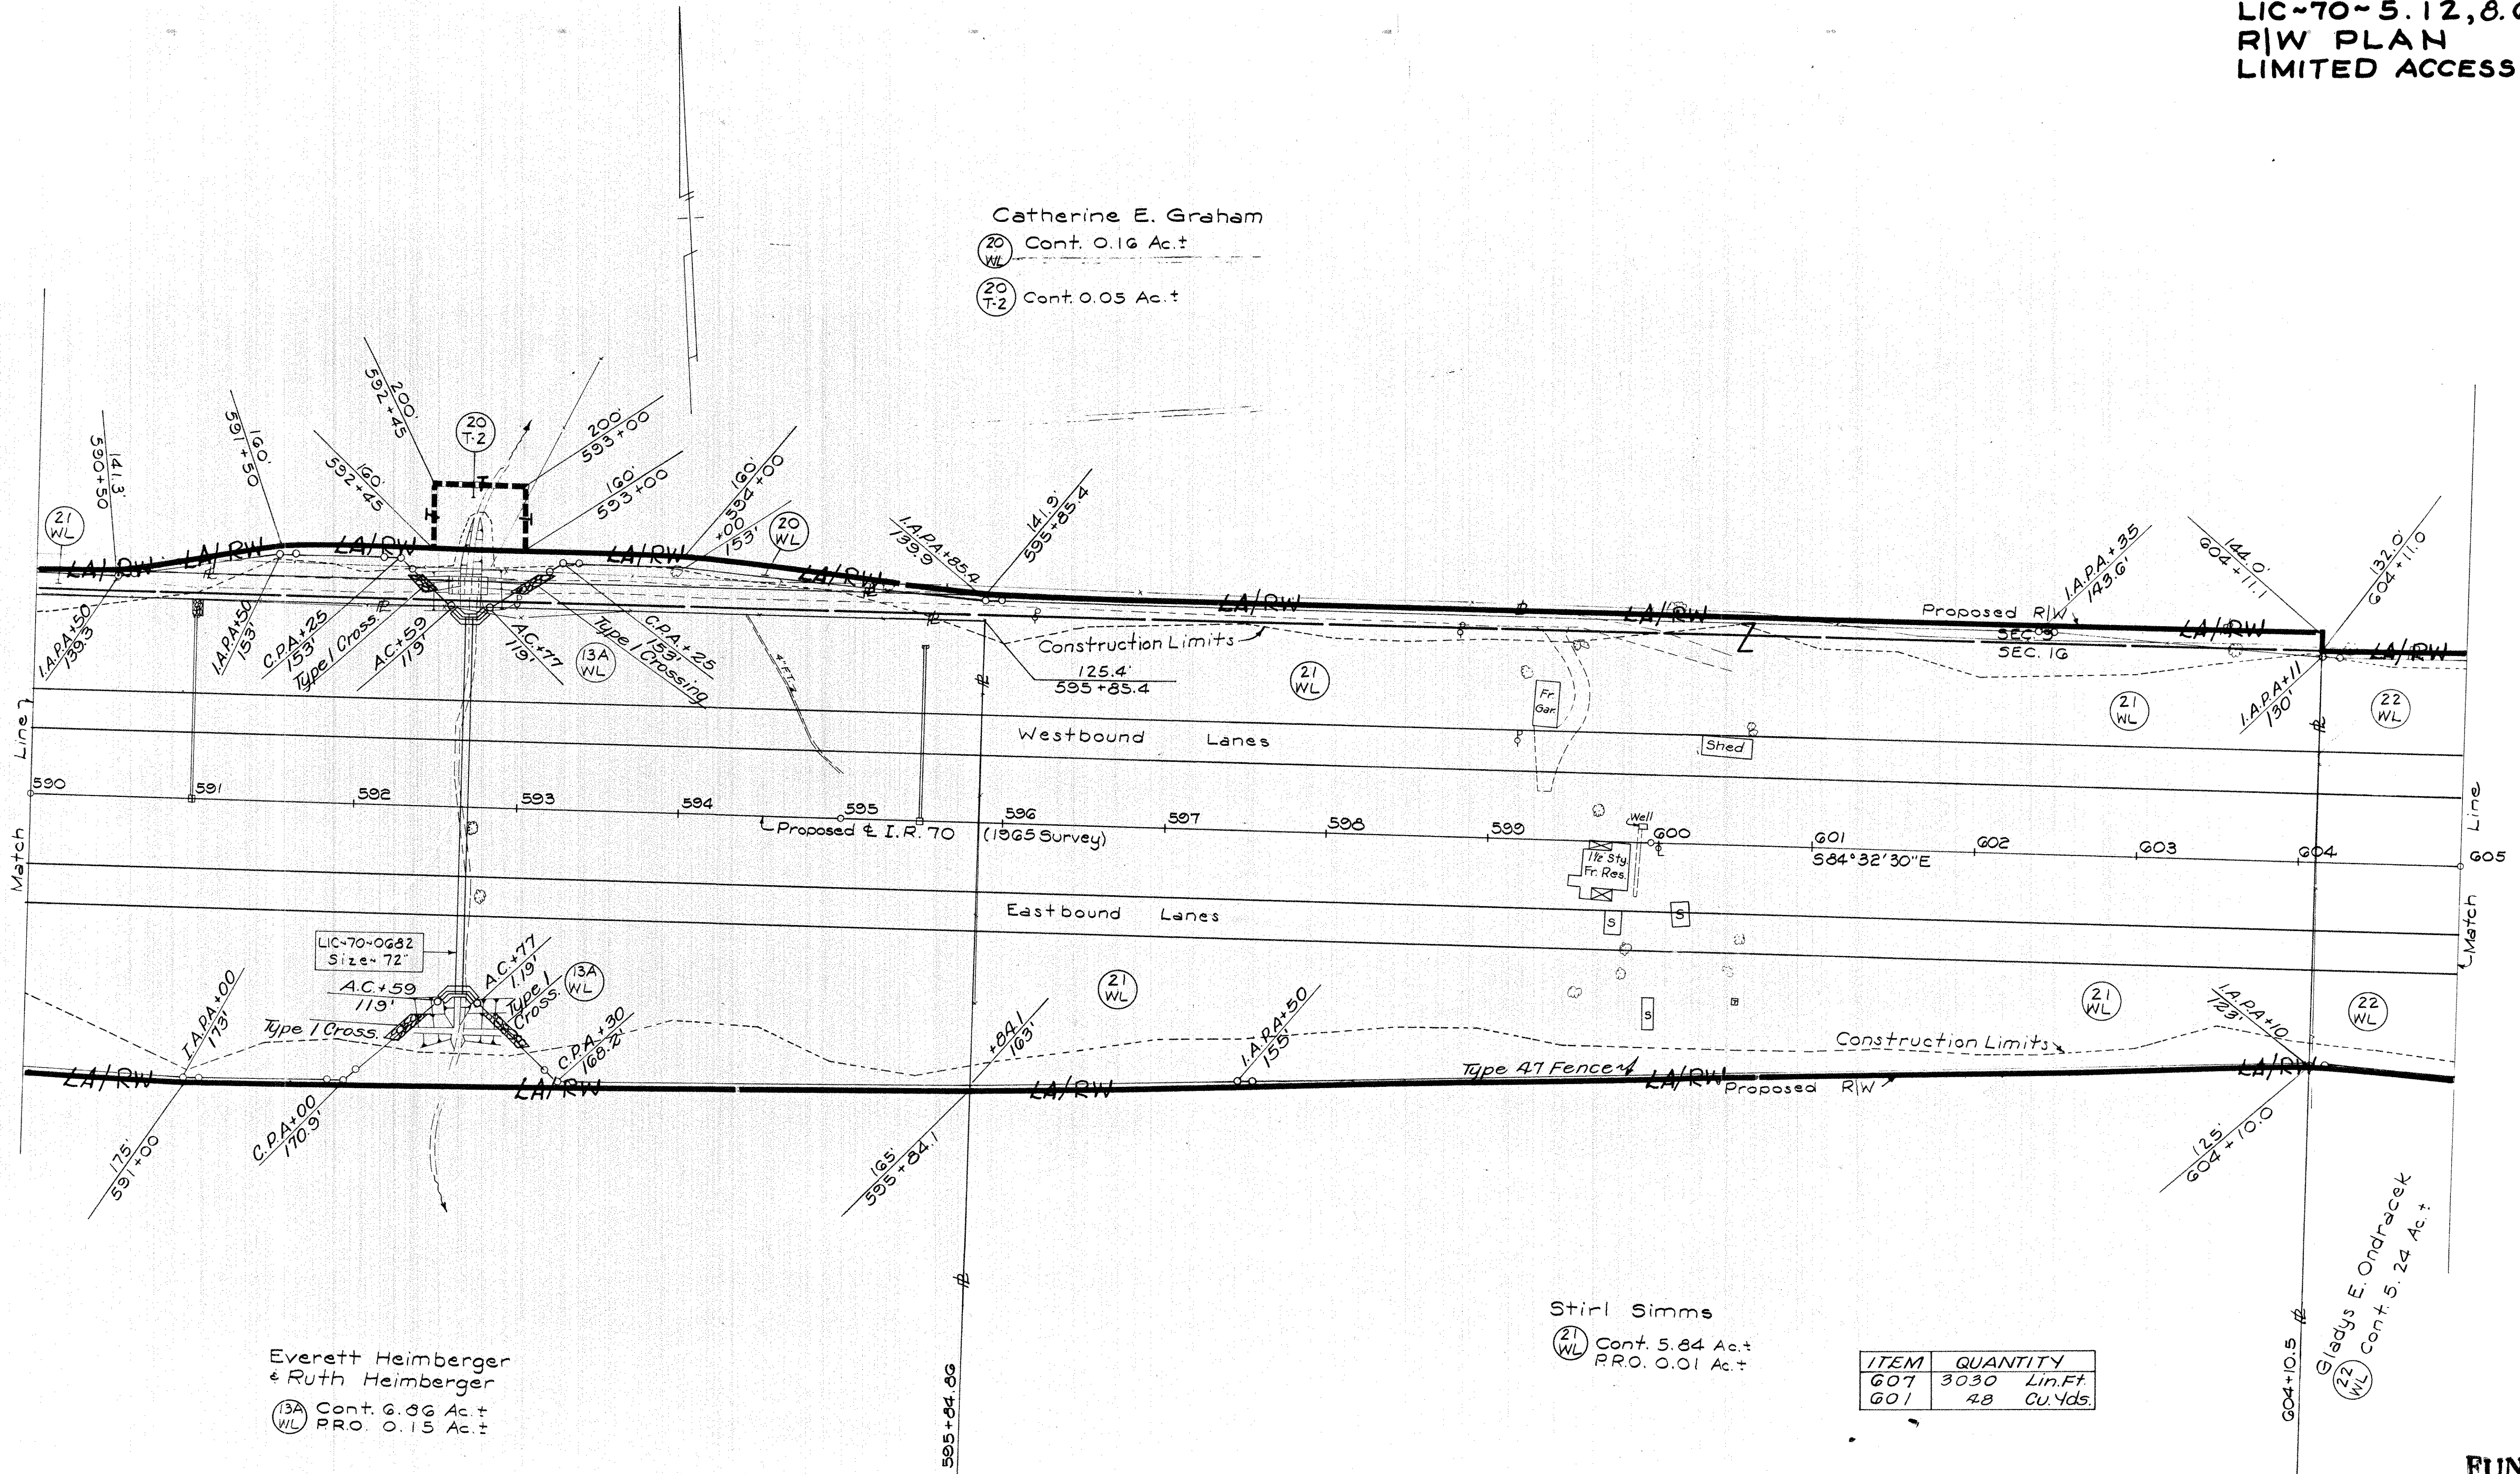 LIC~70~5.12,8.
R/W PLAN
LIMITED ACCESS
Catherine E. Graham
20 WL Cont. 0.16 Ac.±
20 T-2 Cont. 0.05 Ac.±
141.3'
590+50
160'
591+50
200'
592+45
160'
592+45
20
T-2
200'
593+00
160'
593+00
160'
594+00
+00
153'
20
WL
I.A.P.A+85.4
139.9
141.9'
595+85.4
I.A.P.A.+35
143.6'
144.0'
604+11.1
132.0'
604+11.0
21
WL
LA/RW
LA/RW
LA/RW
LA/RW
LA/RW
LA/RW
LA/RW
LA/RW
LA/RW
Proposed R/W
SEC. 9
SEC. 16
I.A.P.A+50
139.3'
I.A.P.A+50
153'
C.P.A+25
153'
Type 1 Cross.
A.C.+59
119'
A.C.+77
119'
13A
WL
C.P.A+25
153'
Type 1 Crossing
4" F.T.
Construction Limits
125.4'
595+85.4
21
WL
Fr.
Gar.
Shed
21
WL
I.A.P.A+11
130'
22
WL
Westbound Lanes
Match Line
590 591 592 593 594 595 596 597 598 599 600 601 602 603 604 605
Proposed ℄ I.R. 70 (1965 Survey)
S84°32'30"E
Well
1½ Sty.
Fr. Res.
Match Line
Eastbound Lanes
S
S
S
LIC-70-0682
Size~72"
A.C.+59
119'
A.C.+77
119'
Type 1
Cross.
13A
WL
Type 1 Cross.
I.A.P.A+00
173'
C.P.A+30
168.2'
21
WL
+84.1
163'
I.A.P.A+50
155'
21
WL
I.A.P.A+10
123'
22
WL
Construction Limits
Type 47 Fence
LA/RW
LA/RW
LA/RW
LA/RW
LA/RW
Proposed R/W
175'
591+00
C.P.A+00
170.9'
165'
595+84.1
125'
604+10.0
Everett Heimberger
& Ruth Heimberger
13A WL Cont. 6.86 Ac.±
P.R.O. 0.15 Ac.±
595+84.86
Stirl Simms
21 WL Cont. 5.84 Ac.±
P.R.O. 0.01 Ac.±
ITEM QUANTITY
607 3030 Lin.Ft.
601 48 Cu.Yds.
604+10.5
Gladys E. Ondracek
22 WL Cont. 5.24 Ac.±